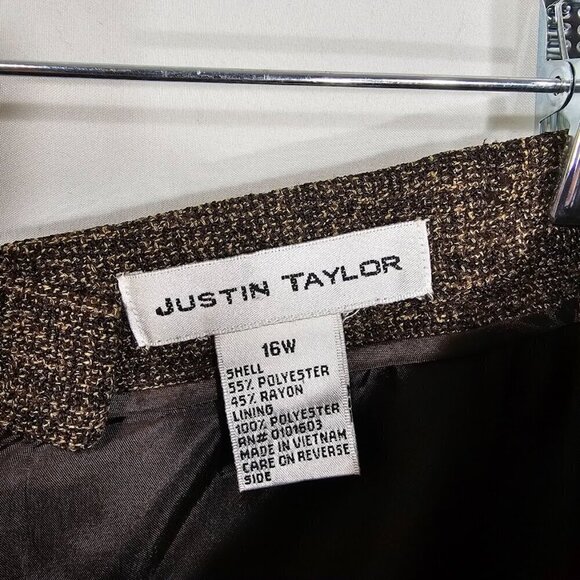 JUSTIN TAYLOR
16W
SHELL
55% POLYESTER
45% RAYON
LINING
100% POLYESTER
RN# 0101603
MADE IN VIETNAM
CARE ON REVERSE
SIDE